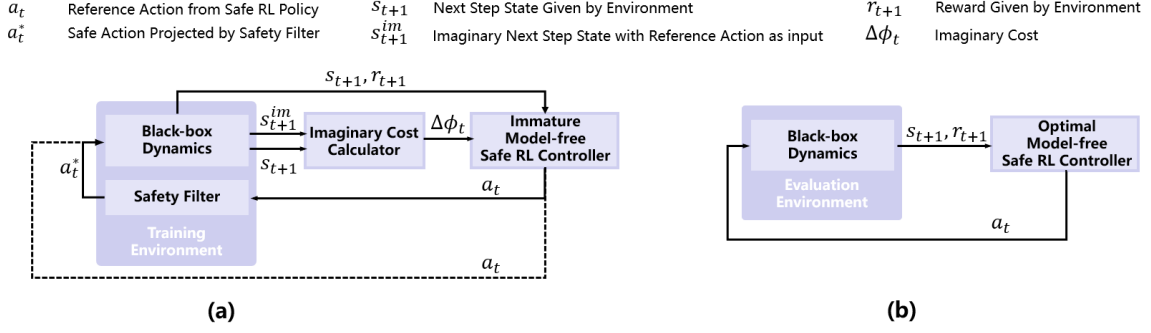 a_t Reference Action from Safe RL Policy s_{t+1} Next Step State Given by Environment r_{t+1} Reward Given by Environment
a_t^* Safe Action Projected by Safety Filter s_{t+1}^{im} Imaginary Next Step State with Reference Action as input Δϕ_t Imaginary Cost
s_{t+1}, r_{t+1}
Black-box
Dynamics
s_{t+1}^{im}
s_{t+1}
Imaginary Cost
Calculator
Δϕ_t
Immature
Model-free
Safe RL Controller
a_t^*
Safety Filter
a_t
Training
Environment
a_t
(a)
Black-box
Dynamics
s_{t+1}, r_{t+1}
Optimal
Model-free
Safe RL Controller
Evaluation
Environment
a_t
(b)